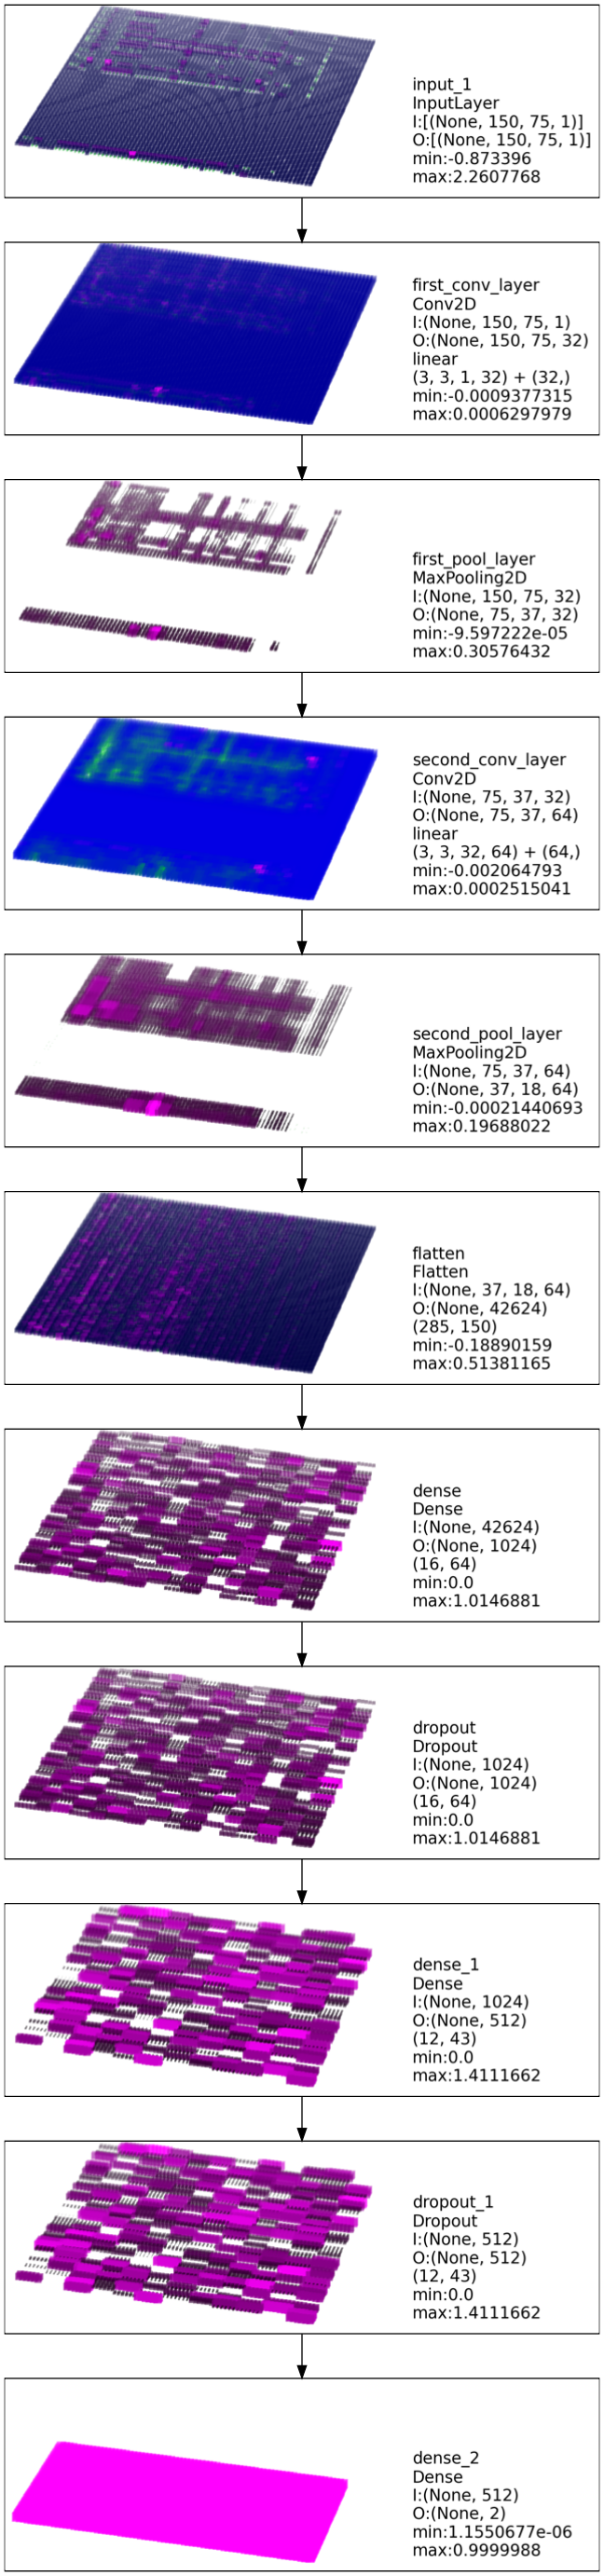 input_1
InputLayer
I:[(None, 150, 75, 1)]
O:[(None, 150, 75, 1)]
min:-0.873396
max:2.2607768
first_conv_layer
Conv2D
I:(None, 150, 75, 1)
O:(None, 150, 75, 32)
linear
(3, 3, 1, 32) + (32,)
min:-0.0009377315
max:0.0006297979
first_pool_layer
MaxPooling2D
I:(None, 150, 75, 32)
O:(None, 75, 37, 32)
min:-9.597222e-05
max:0.30576432
second_conv_layer
Conv2D
I:(None, 75, 37, 32)
O:(None, 75, 37, 64)
linear
(3, 3, 32, 64) + (64,)
min:-0.002064793
max:0.0002515041
second_pool_layer
MaxPooling2D
I:(None, 75, 37, 64)
O:(None, 37, 18, 64)
min:-0.00021440693
max:0.19688022
flatten
Flatten
I:(None, 37, 18, 64)
O:(None, 42624)
(285, 150)
min:-0.18890159
max:0.51381165
dense
Dense
I:(None, 42624)
O:(None, 1024)
(16, 64)
min:0.0
max:1.0146881
dropout
Dropout
I:(None, 1024)
O:(None, 1024)
(16, 64)
min:0.0
max:1.0146881
dense_1
Dense
I:(None, 1024)
O:(None, 512)
(12, 43)
min:0.0
max:1.4111662
dropout_1
Dropout
I:(None, 512)
O:(None, 512)
(12, 43)
min:0.0
max:1.4111662
dense_2
Dense
I:(None, 512)
O:(None, 2)
min:1.1550677e-06
max:0.9999988